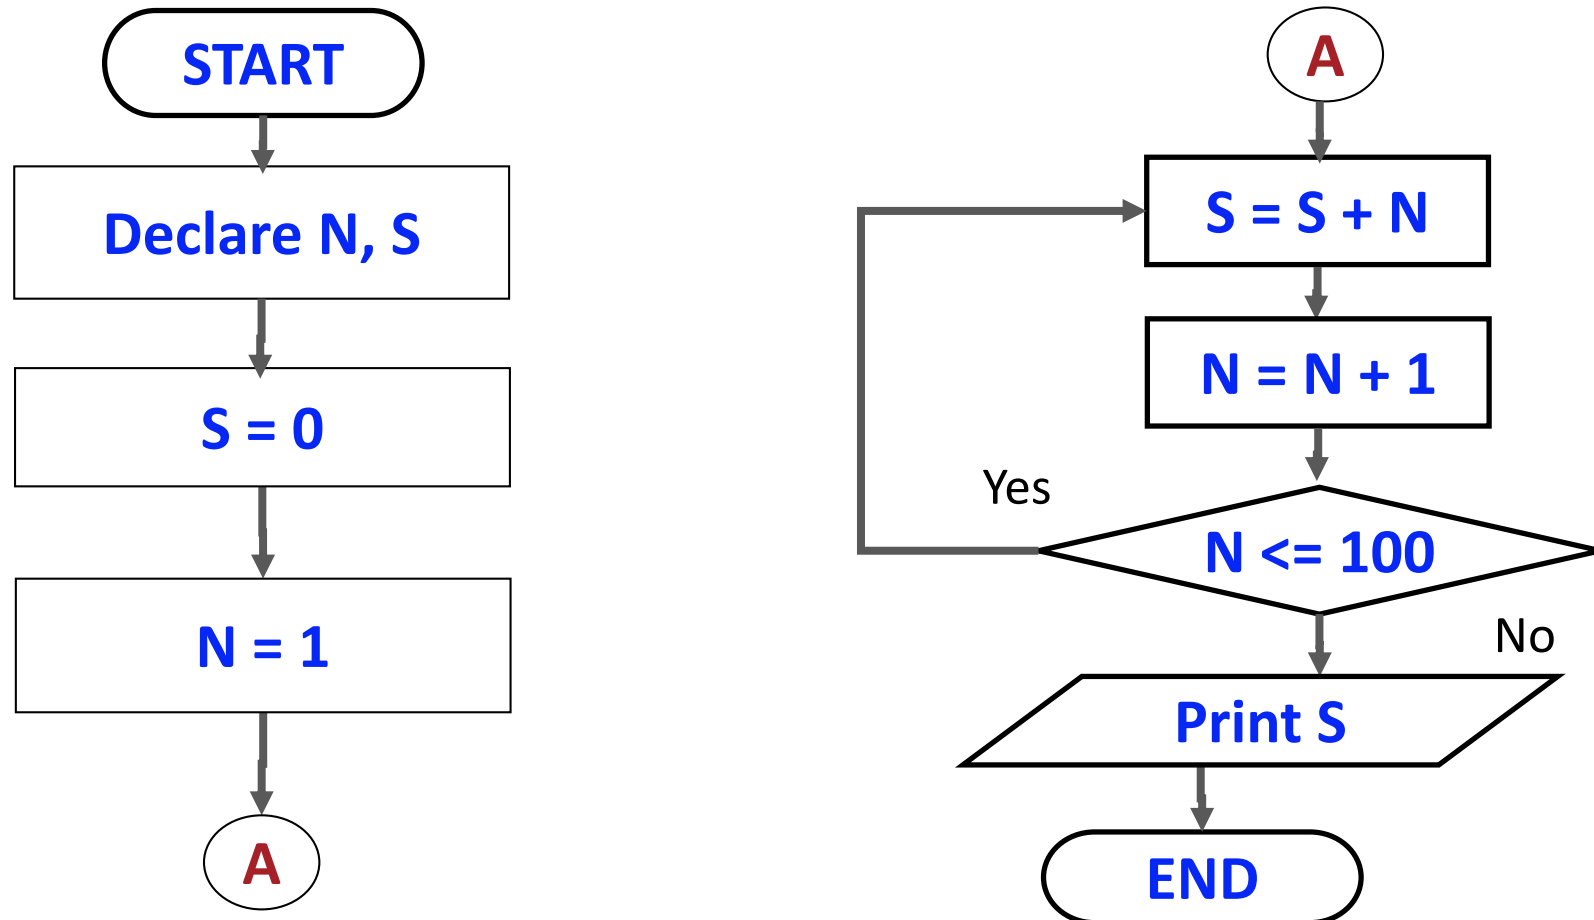 START
Declare N, S
S = 0
N = 1
A
A
S = S + N
N = N + 1
Yes
N <= 100
No
Print S
END